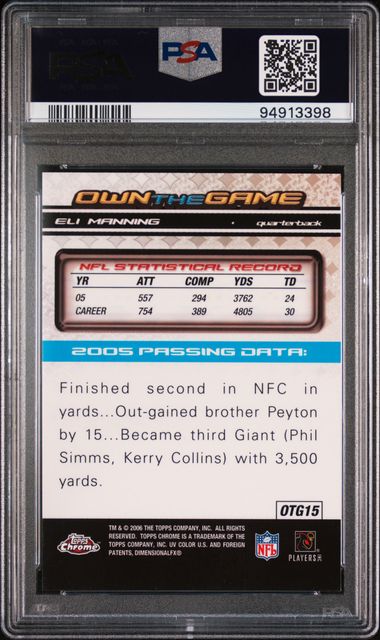 PSA
PSA
94913398
OWN THE GAME
ELI MANNING · quarterback
NFL STATISTICAL RECORD
YR ATT COMP YDS TD
05 557 294 3762 24
CAREER 754 389 4805 30
2005 PASSING DATA:
Finished second in NFC in
yards...Out-gained brother Peyton
by 15...Became third Giant (Phil
Simms, Kerry Collins) with 3,500
yards.
OTG15
TM & © 2006 THE TOPPS COMPANY, INC. ALL RIGHTS
RESERVED. TOPPS CHROME IS A TRADEMARK OF THE
TOPPS COMPANY, INC. UV COLOR U.S. AND FOREIGN
PATENTS, DIMENSIONALFX®
TOPPS
Chrome
NFL
PLAYERS INC